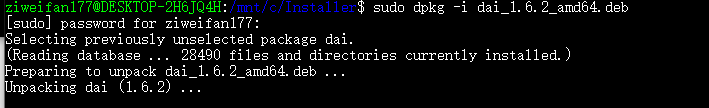 ziweifan177@DESKTOP-2H6JQ4H:/mnt/c/Installer$ sudo dpkg -i dai_1.6.2_amd64.deb
[sudo] password for ziweifan177:
Selecting previously unselected package dai.
(Reading database ... 28490 files and directories currently installed.)
Preparing to unpack dai_1.6.2_amd64.deb ...
Unpacking dai (1.6.2) ...